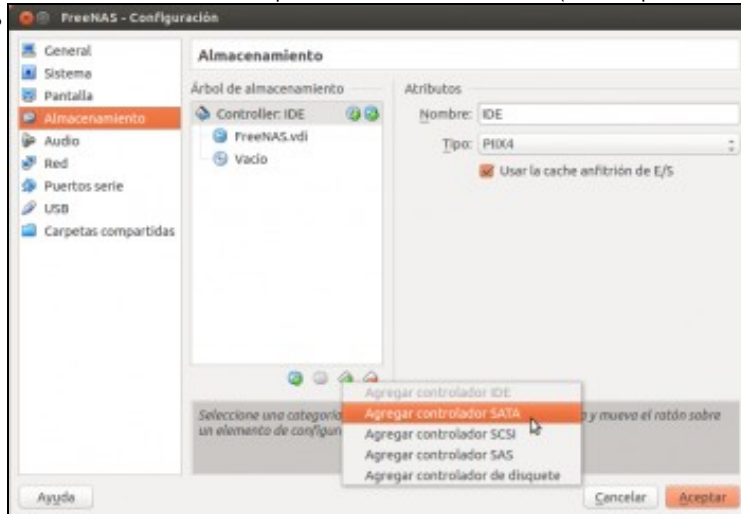 FreeNAS - Configuración
General
Sistema
Pantalla
Almacenamiento
Audio
Red
Puertos serie
USB
Carpetas compartidas
Almacenamiento
Árbol de almacenamiento
Controller: IDE
FreeNAS.vdi
Vacío
Atributos
Nombre: IDE
Tipo: PIIX4
Usar la cache anfitrión de E/S
Agregar controlador IDE
Agregar controlador SATA
Agregar controlador SCSI
Agregar controlador SAS
Agregar controlador de disquete
Seleccione una categoría
y mueva el ratón sobre
un elemento de configur
Ayuda
Cancelar
Aceptar